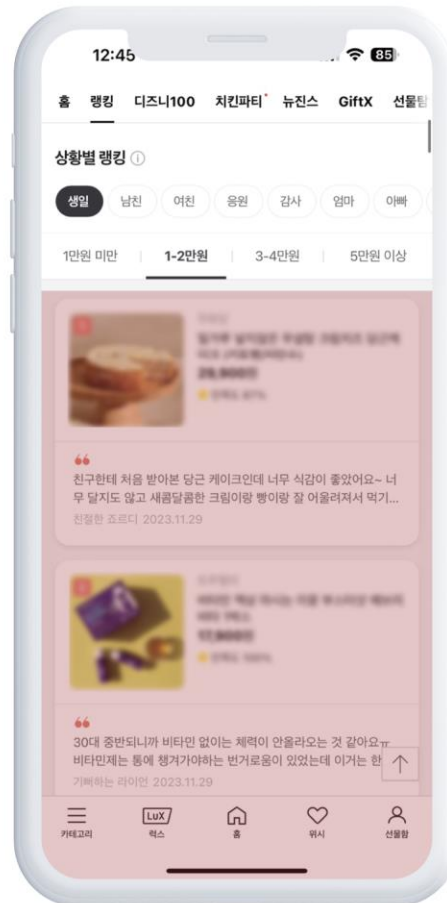 12:45
85
홈 랭킹 디즈니100 치킨파티 뉴진스 GiftX 선물탐
상황별 랭킹
생일 남친 여친 응원 감사 엄마 아빠
1만원 미만 1-2만원 3-4만원 5만원 이상
친구한테 처음 받아본 당근 케이크인데 너무 식감이 좋았어요~ 너
무 달지도 않고 새콤달콤한 크림이랑 빵이랑 잘 어울려져서 먹기...
친절한 죠르디 2023.11.29
30대 중반되니까 비타민 없이는 체력이 안올라오는 것 같아요ㅠ
비타민제는 통에 챙겨가야하는 번거로움이 있었는데 이거는 한
기뻐하는 라이언 2023.11.29
LUX
카테고리 럭스 홈 위시 선물함